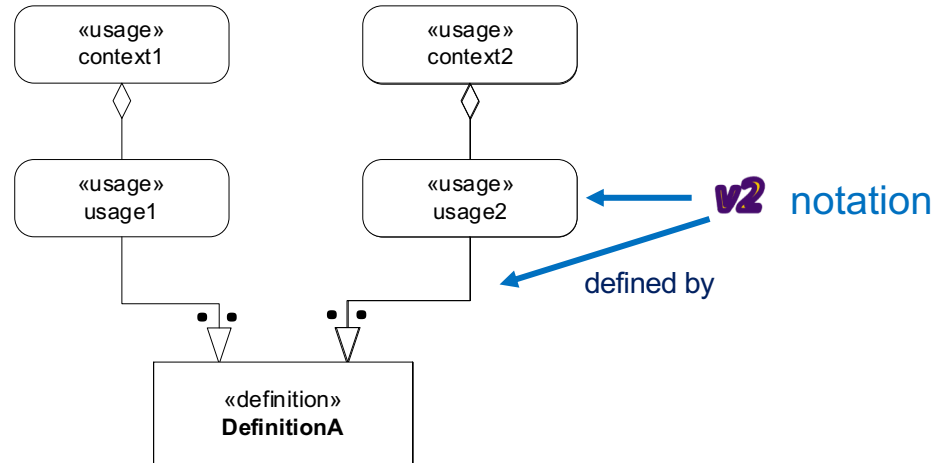 «usage»
context1
«usage»
context2
«usage»
usage1
«usage»
usage2
v2 notation
defined by
«definition»
DefinitionA